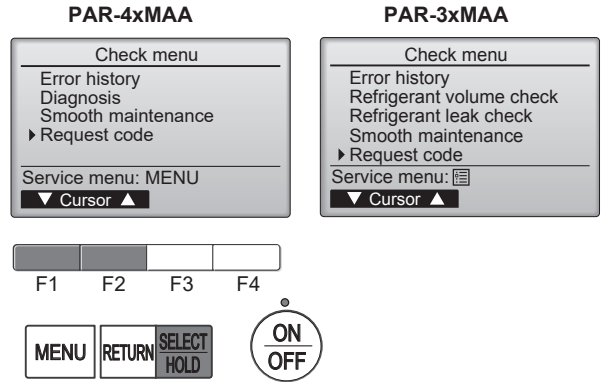 PAR-4xMAA
Check menu
Error history
Diagnosis
Smooth maintenance
Request code
Service menu: MENU
▼ Cursor ▲
PAR-3xMAA
Check menu
Error history
Refrigerant volume check
Refrigerant leak check
Smooth maintenance
Request code
Service menu:
▼ Cursor ▲
F1 F2 F3 F4
MENU RETURN SELECT
HOLD
ON
OFF